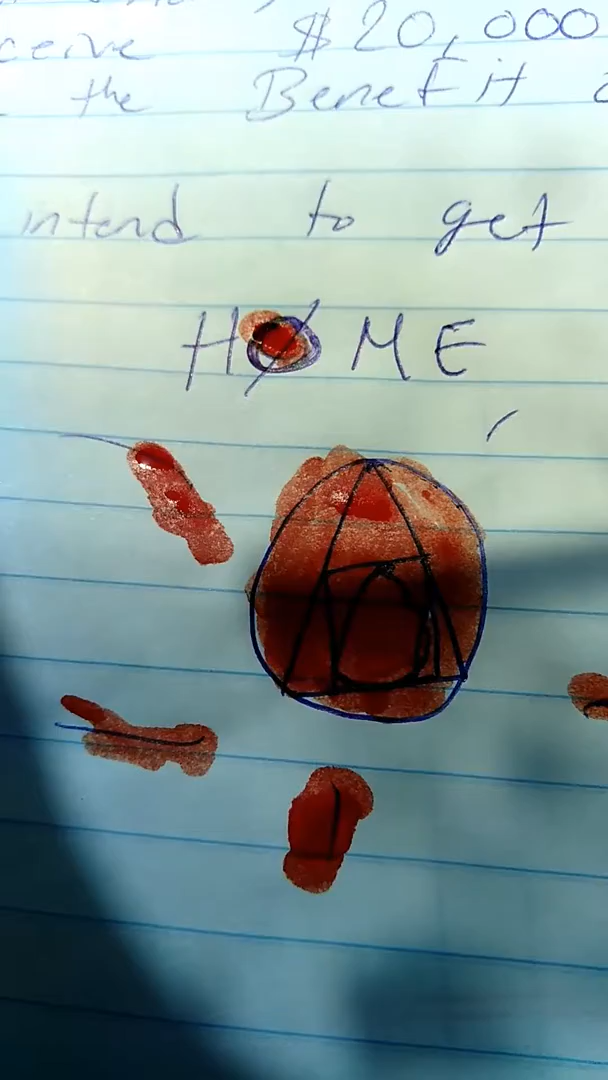 ceive $20,000
the Benefit
intend to get
HOME